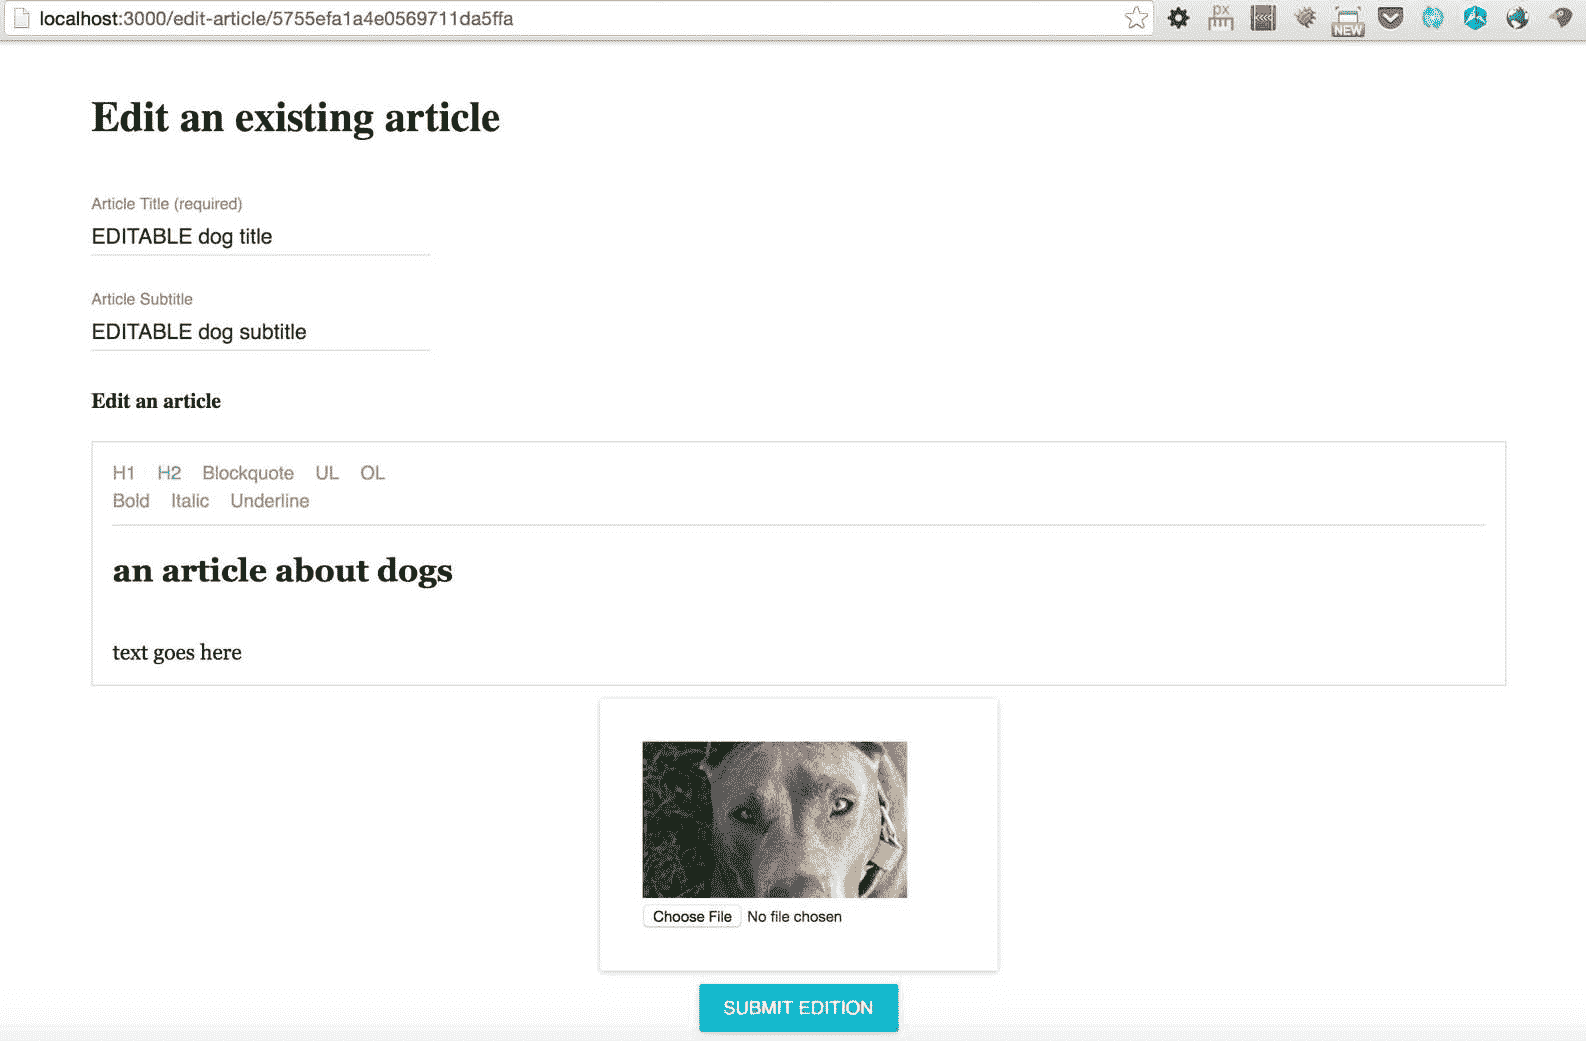 localhost:3000/edit-article/5755efa1a4e0569711da5ffa
px
NEW
Edit an existing article
Article Title (required)
EDITABLE dog title
Article Subtitle
EDITABLE dog subtitle
Edit an article
H1 H2 Blockquote UL OL
Bold Italic Underline
an article about dogs
text goes here
Choose File No file chosen
SUBMIT EDITION